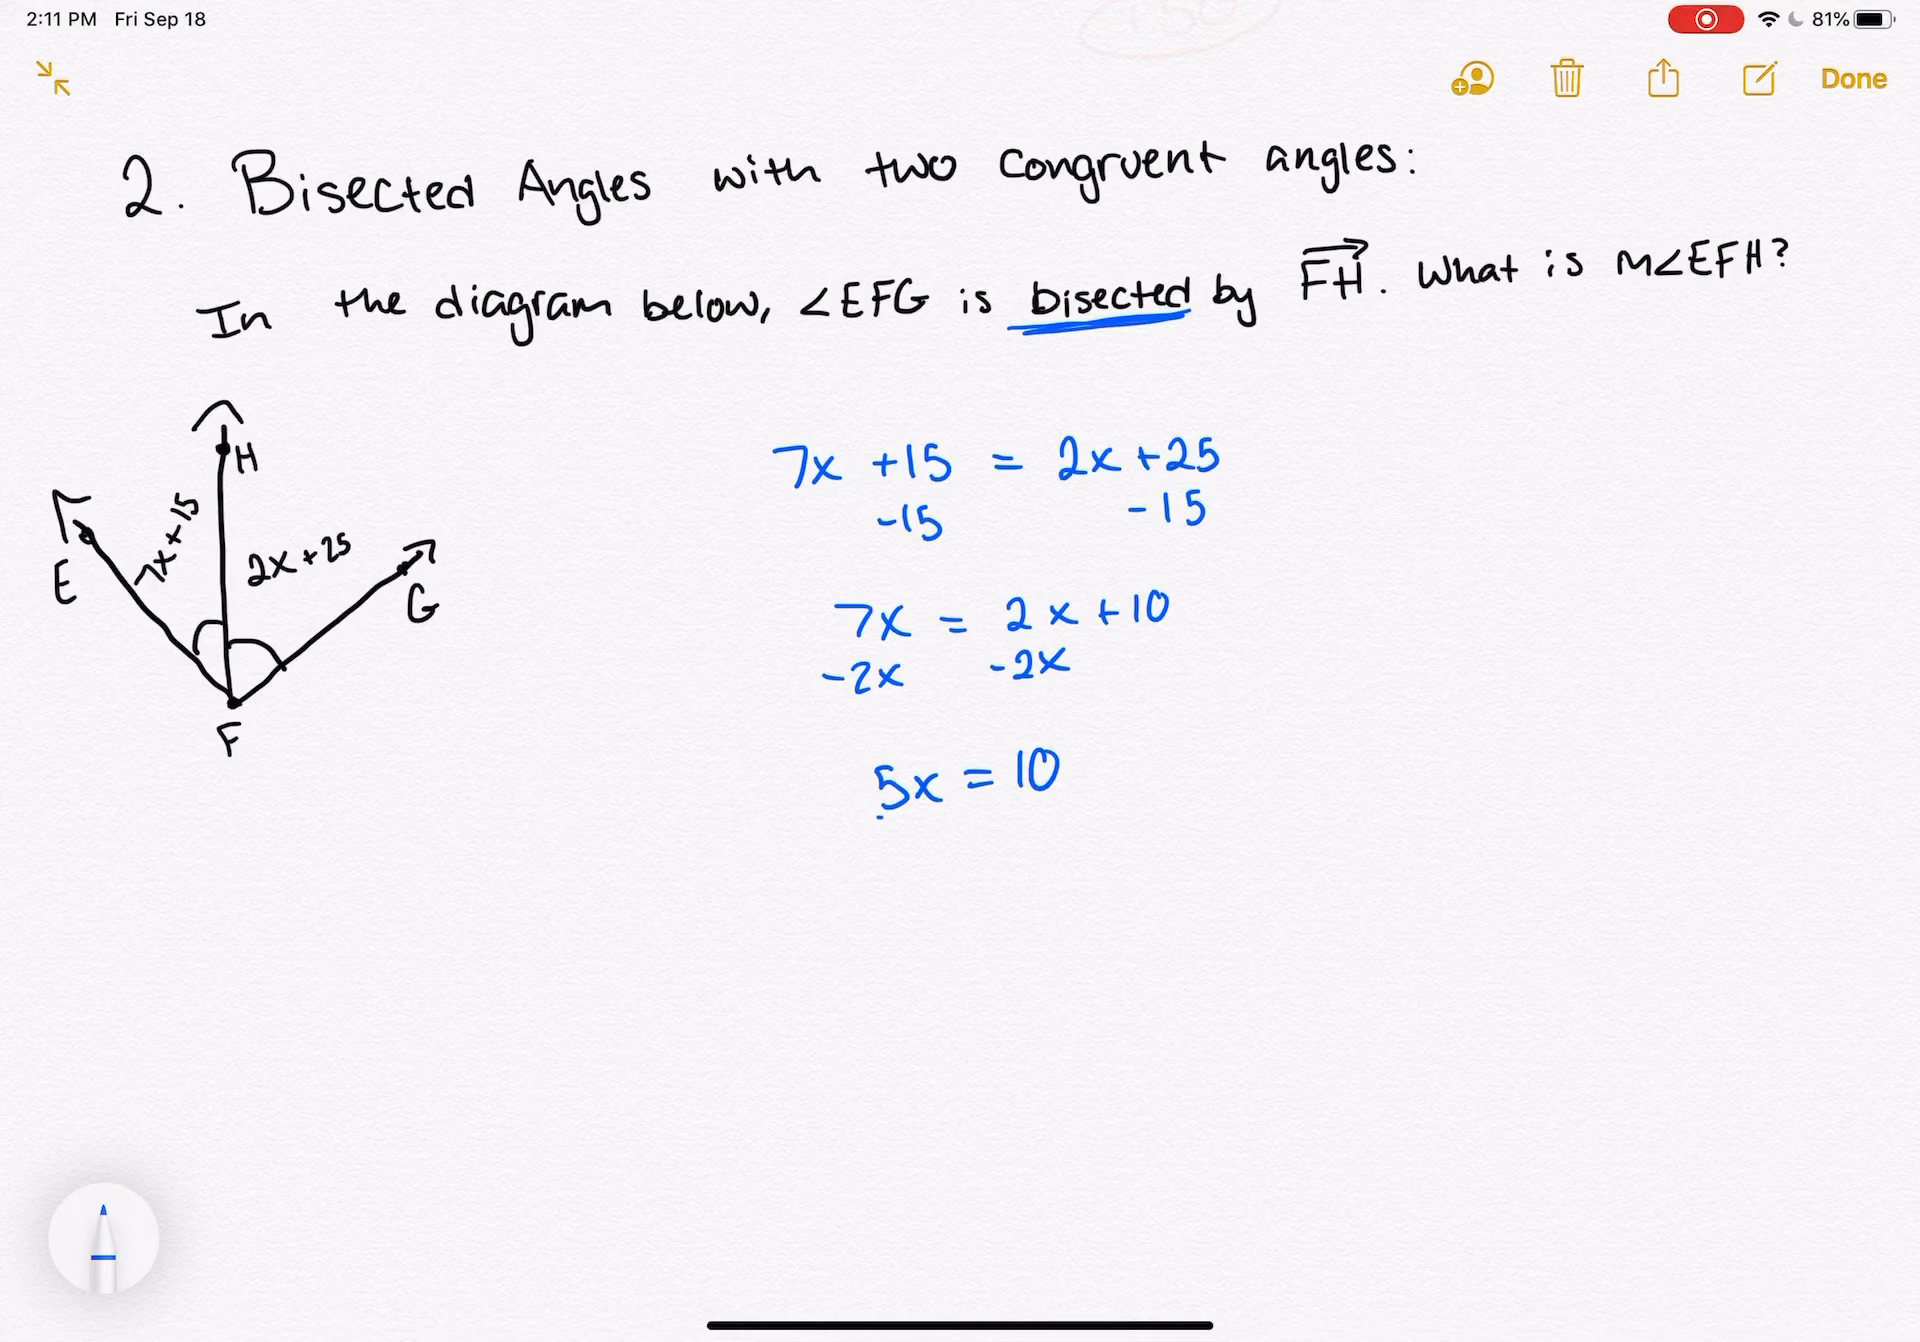 2:11 PM Fri Sep 18
81%
Done
2. Bisected Angles with two congruent angles:
In the diagram below, ∠EFG is bisected by FH. What is m∠EFH?
H
E
7x+15
2x+25
G
F
7x +15 = 2x+25
-15 -15
7x = 2x+10
-2x -2x
5x = 10